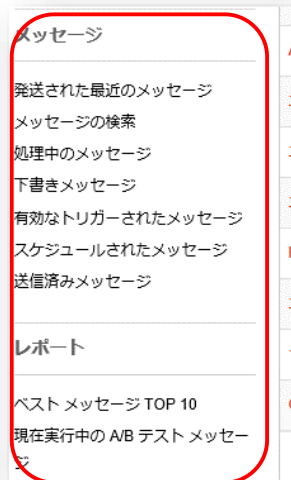 メッセージ
発送された最近のメッセージ
メッセージの検索
処理中のメッセージ
下書きメッセージ
有効なトリガーされたメッセージ
スケジュールされたメッセージ
送信済みメッセージ
レポート
ベスト メッセージ TOP 10
現在実行中の A/B テスト メッセー
ジ